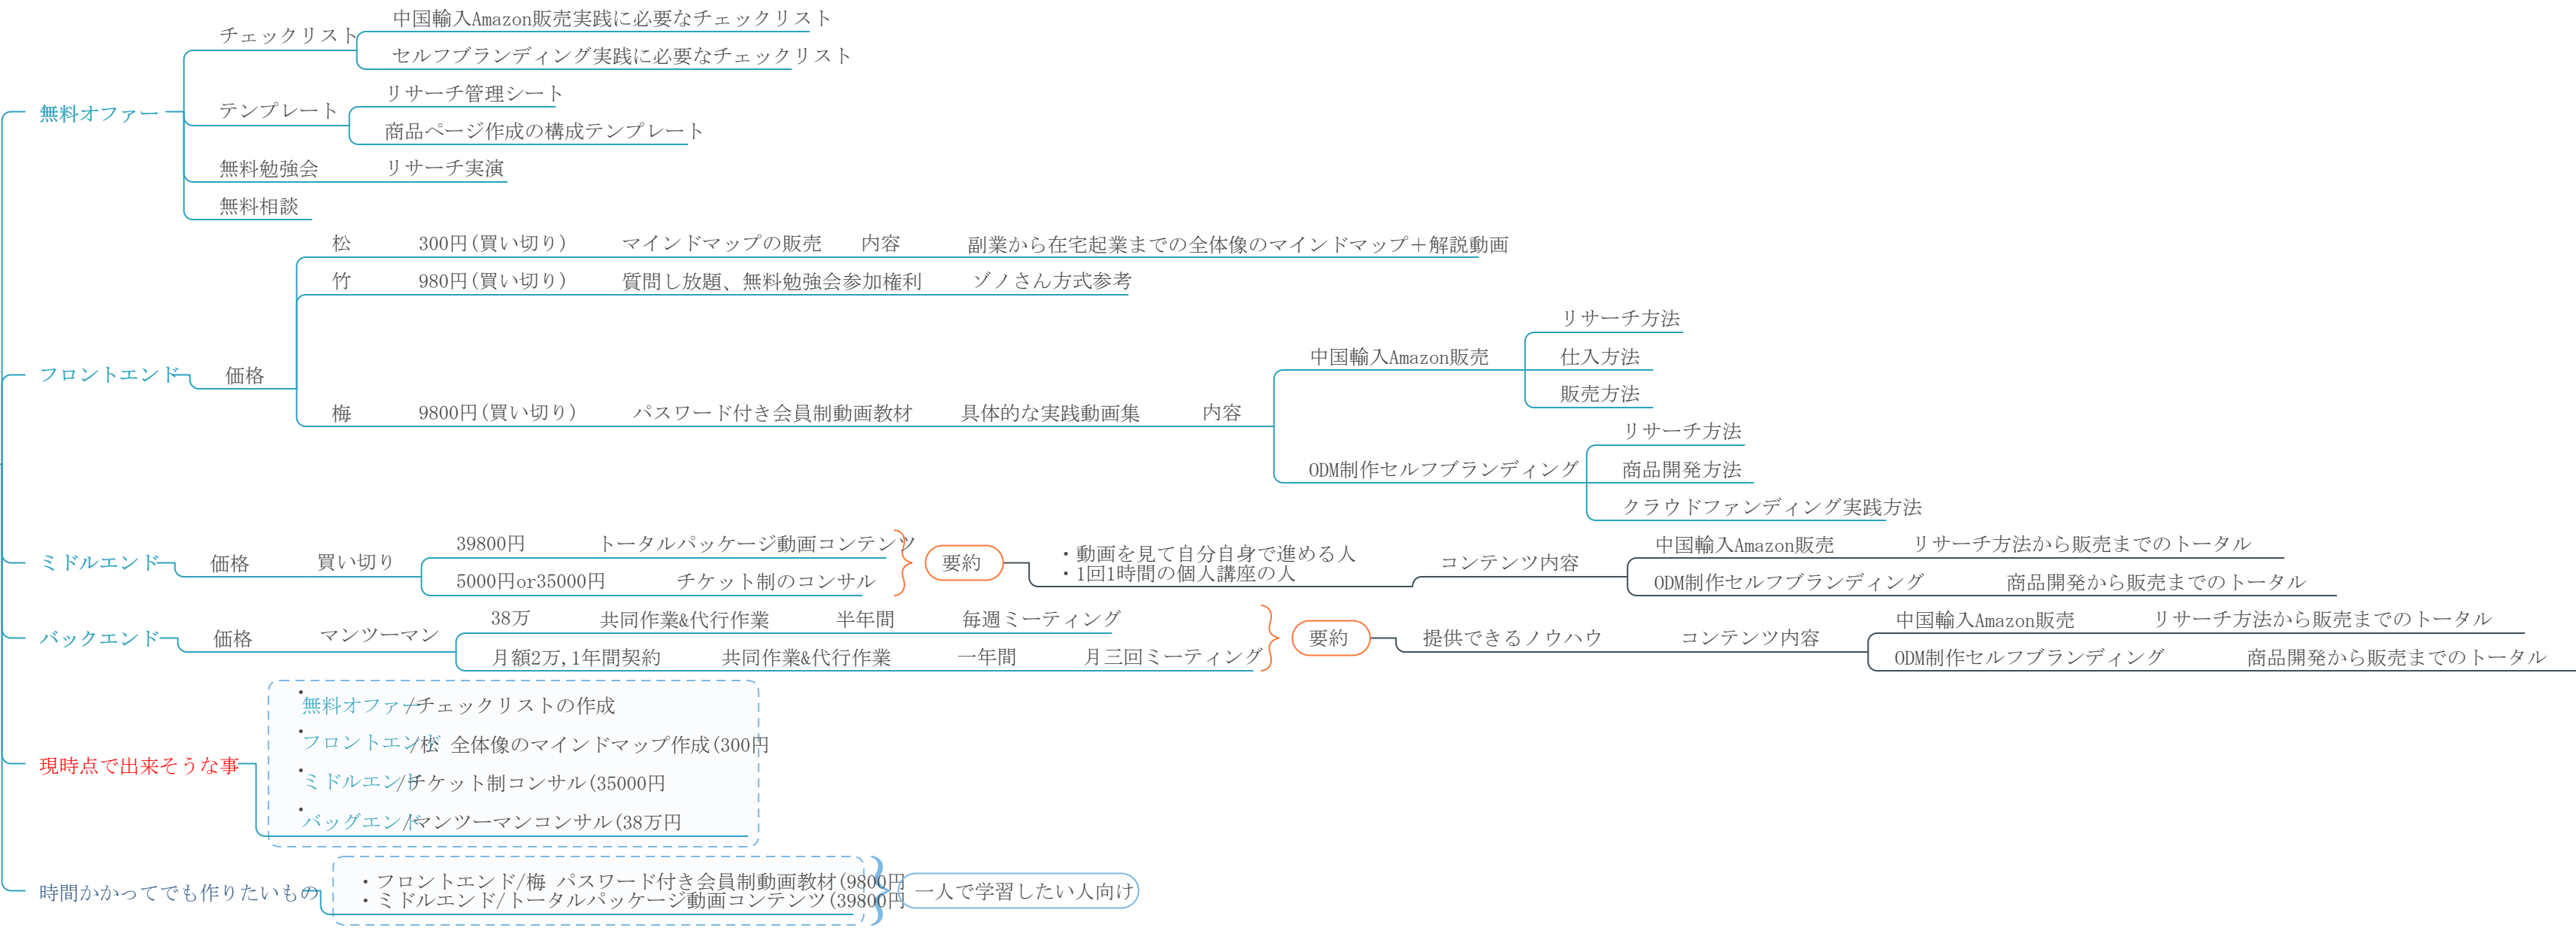 無料オファー
チェックリスト
中国輸入Amazon販売実践に必要なチェックリスト
セルフブランディング実践に必要なチェックリスト
テンプレート
リサーチ管理シート
商品ページ作成の構成テンプレート
無料勉強会 リサーチ実演
無料相談
フロントエンド
価格
松 300円(買い切り) マインドマップの販売 内容 副業から在宅起業までの全体像のマインドマップ＋解説動画
竹 980円(買い切り) 質問し放題、無料勉強会参加権利 ゾノさん方式参考
梅 9800円(買い切り) パスワード付き会員制動画教材 具体的な実践動画集 内容
中国輸入Amazon販売
リサーチ方法
仕入方法
販売方法
ODM制作セルフブランディング
リサーチ方法
商品開発方法
クラウドファンディング実践方法
ミドルエンド
価格
買い切り
39800円 トータルパッケージ動画コンテンツ
5000円or35000円 チケット制のコンサル
要約
・動画を見て自分自身で進める人
・1回1時間の個人講座の人
コンテンツ内容
中国輸入Amazon販売 リサーチ方法から販売までのトータル
ODM制作セルフブランディング 商品開発から販売までのトータル
バックエンド
価格
マンツーマン
38万 共同作業&代行作業 半年間 毎週ミーティング
月額2万,1年間契約 共同作業&代行作業 一年間 月三回ミーティング
要約
提供できるノウハウ
コンテンツ内容
中国輸入Amazon販売 リサーチ方法から販売までのトータル
ODM制作セルフブランディング 商品開発から販売までのトータル
現時点で出来そうな事
・無料オファー/チェックリストの作成
・フロントエンド/松 全体像のマインドマップ作成(300円
・ミドルエンド/チケット制コンサル(35000円
・バッグエンド/マンツーマンコンサル(38万円
時間かかってでも作りたいもの
・フロントエンド/梅 パスワード付き会員制動画教材(9800円
・ミドルエンド/トータルパッケージ動画コンテンツ(39800円
一人で学習したい人向け